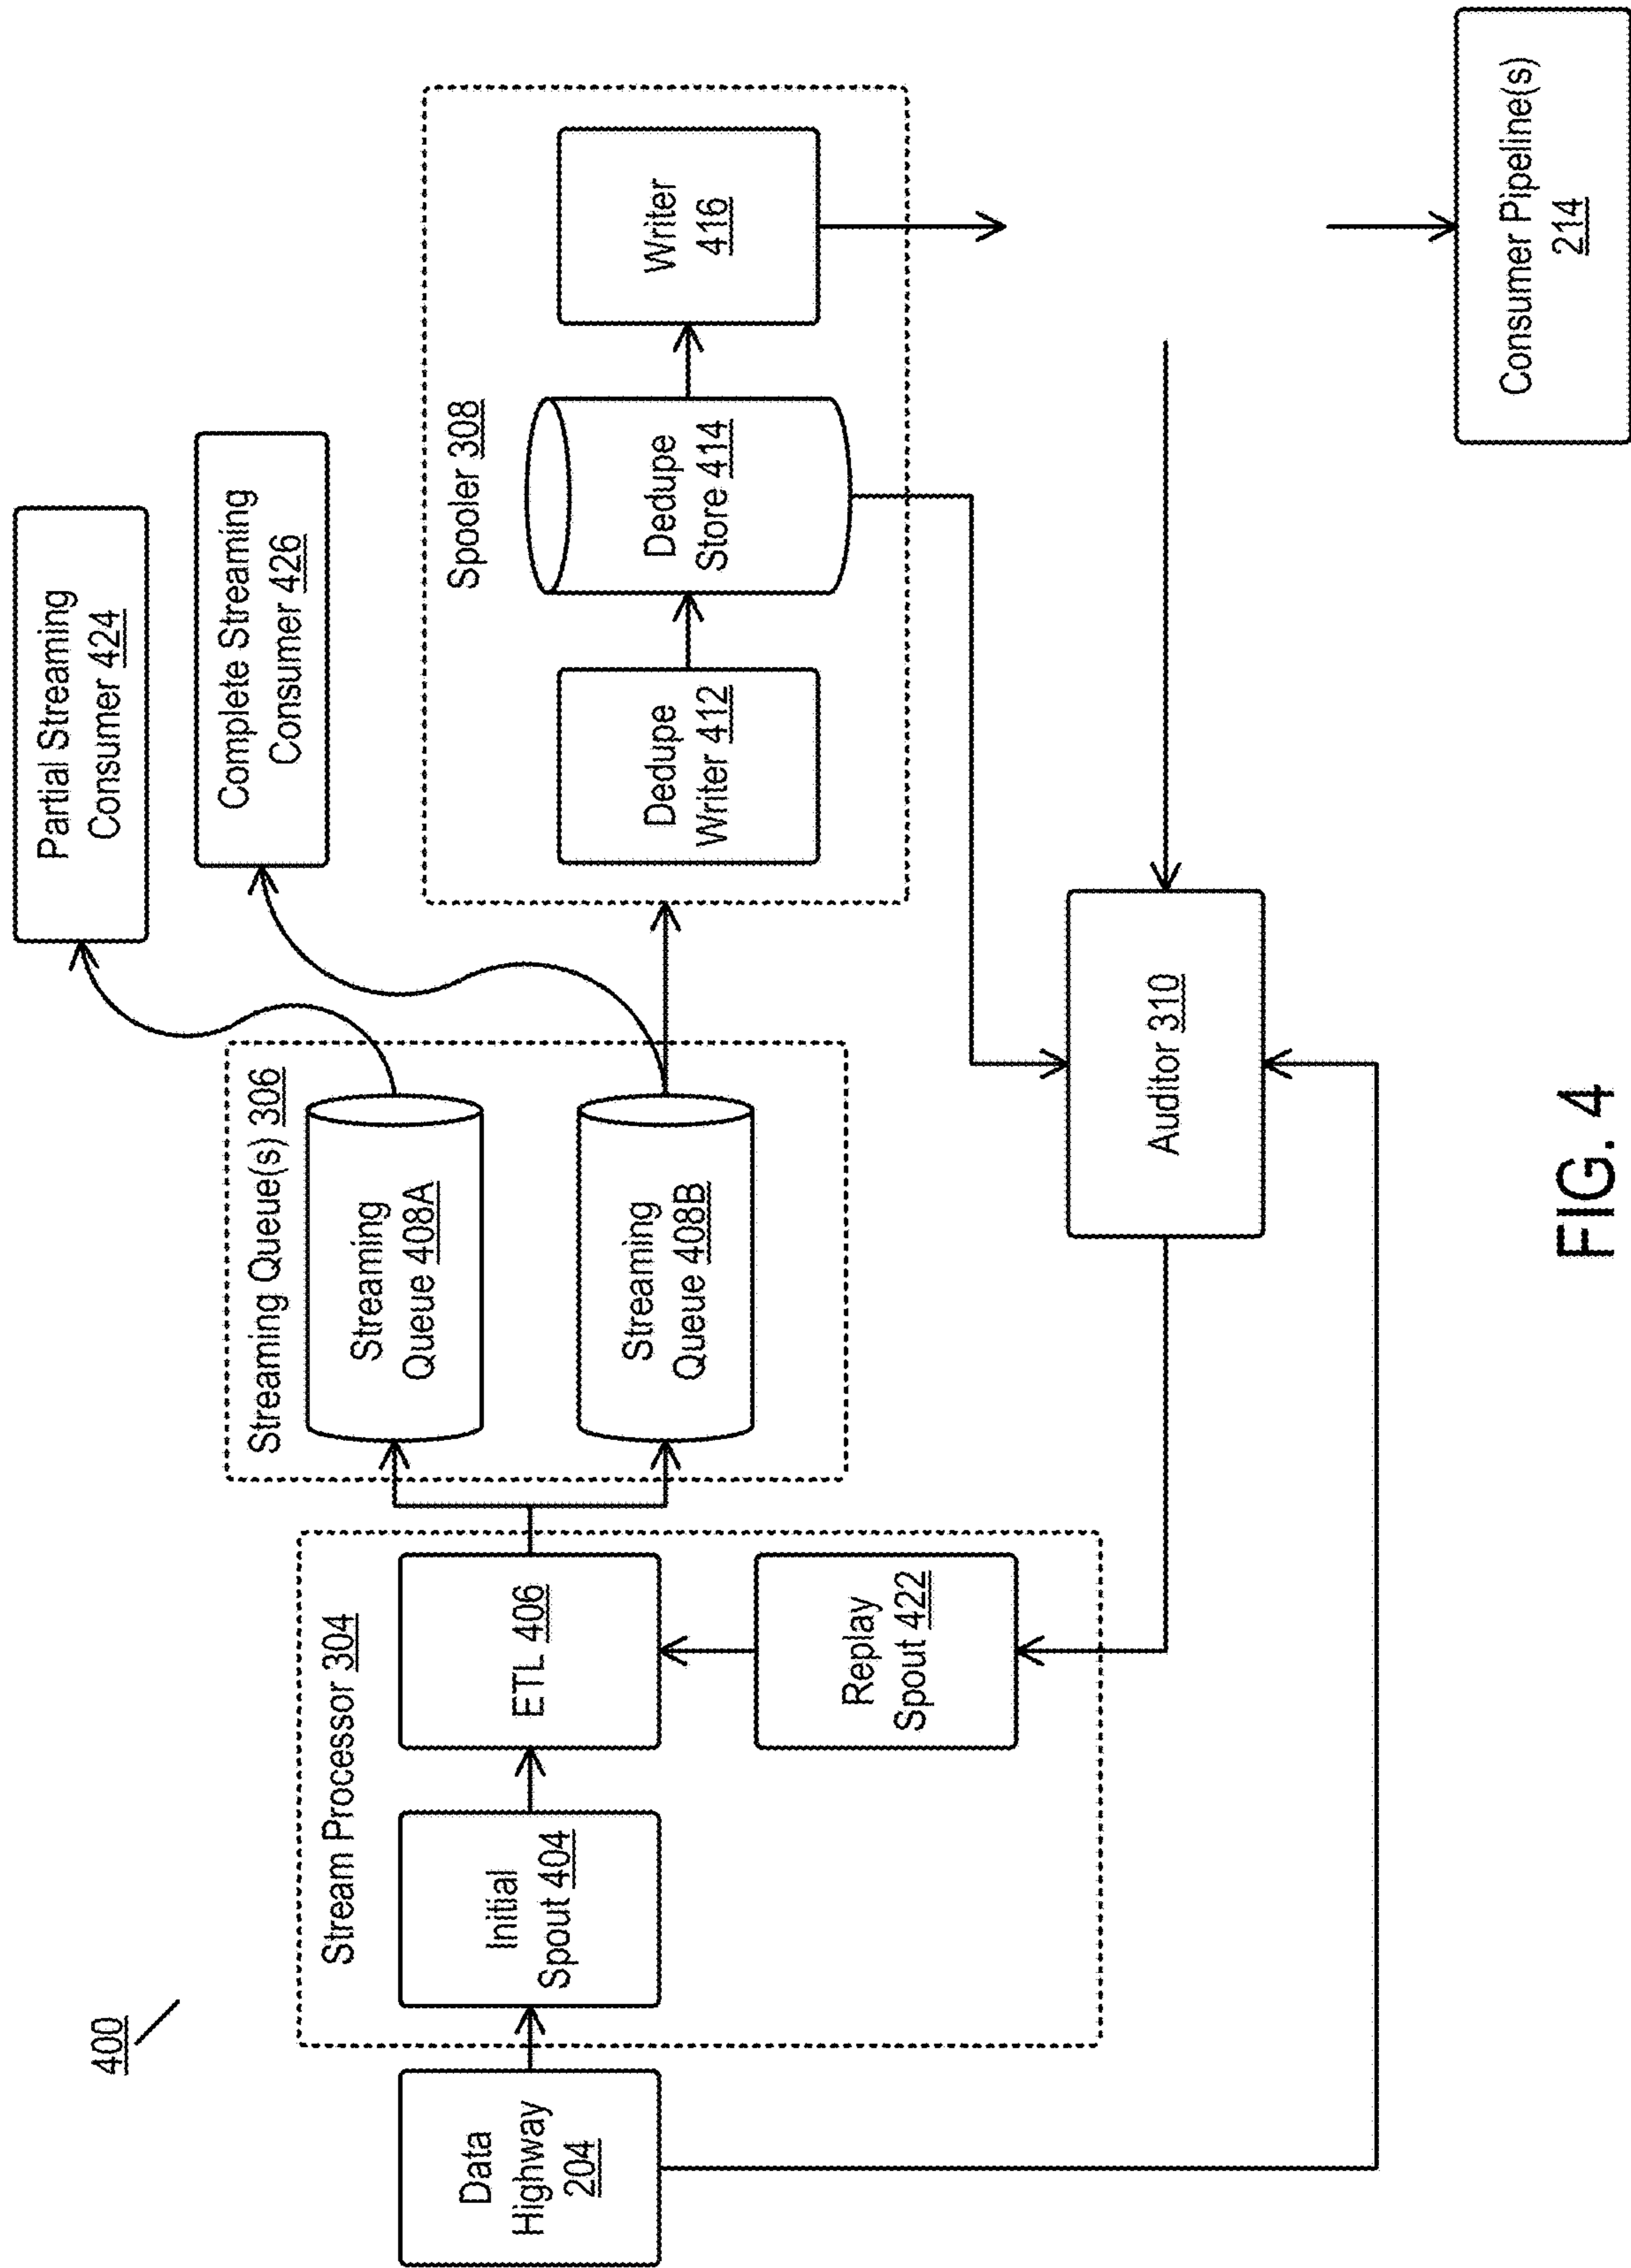 400
Data
Highway
204
Stream Processor 304
Initial
Spout 404
ETL 406
Replay
Spout 422
Streaming Queue(s) 306
Streaming
Queue 408A
Streaming
Queue 408B
Partial Streaming
Consumer 424
Complete Streaming
Consumer 426
Spooler 308
Dedupe
Writer 412
Dedupe
Store 414
Writer
416
Auditor 310
Consumer Pipeline(s)
214
FIG. 4